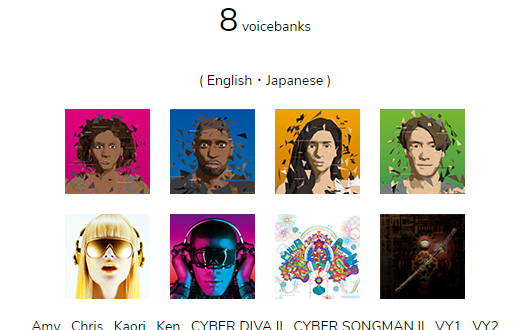 8 voicebanks
( English・Japanese )
Amy Chris Kaori Ken CYBER DIVA II CYBER SONGMAN II VY1 VY2